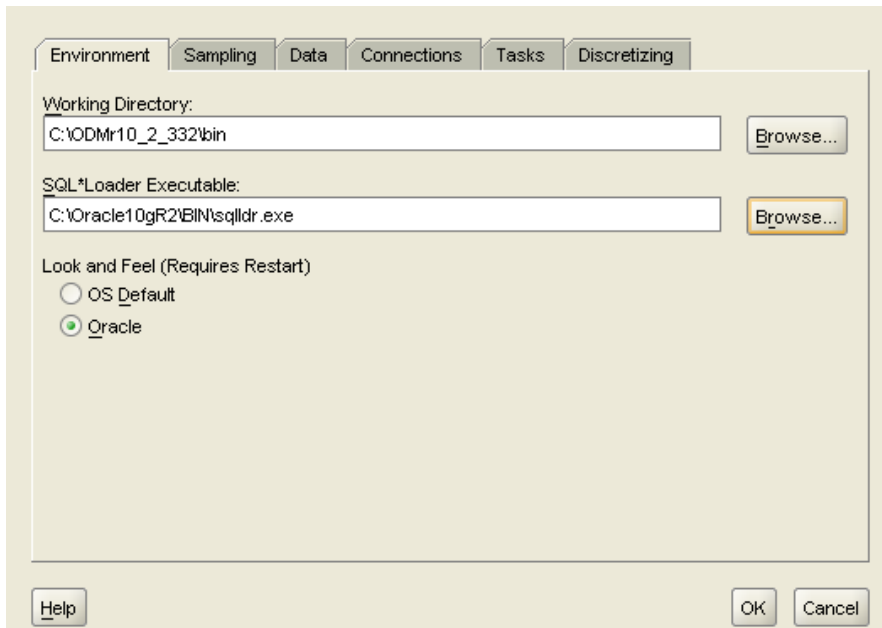 Environment Sampling Data Connections Tasks Discretizing
Working Directory:
C:\ODMr10_2_332\bin Browse...
SQL*Loader Executable:
C:\Oracle10gR2\BIN\sqlldr.exe Browse...
Look and Feel (Requires Restart)
OS Default
Oracle
Help OK Cancel